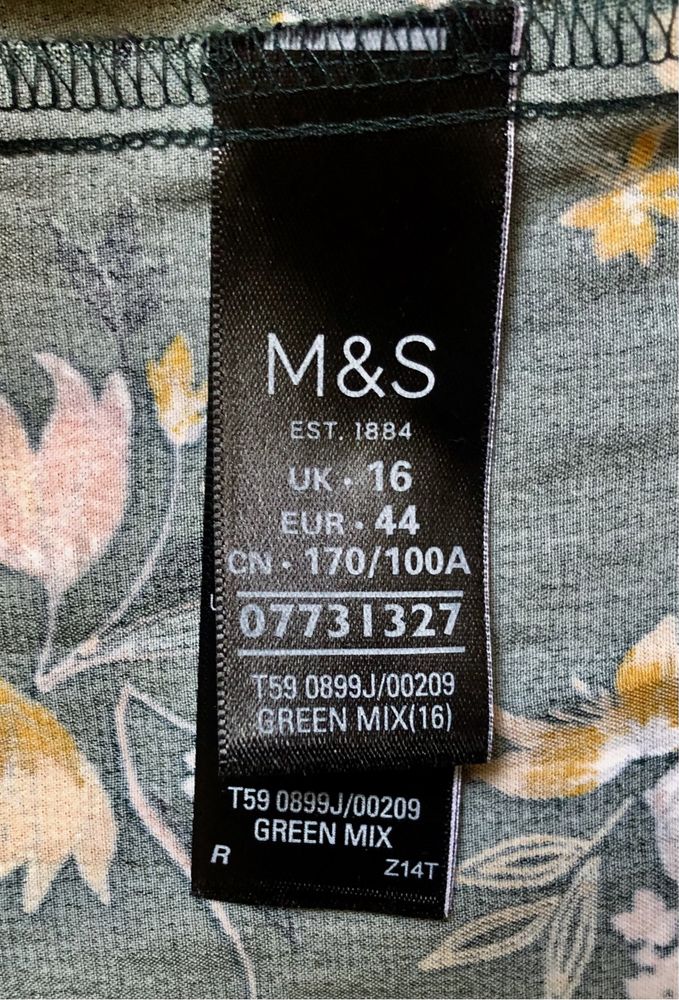 M&S
EST. 1884
UK · 16
EUR · 44
CN · 170/100A
07731327
T59 0899J/00209
GREEN MIX(16)
T59 0899J/00209
GREEN MIX
R
Z14T